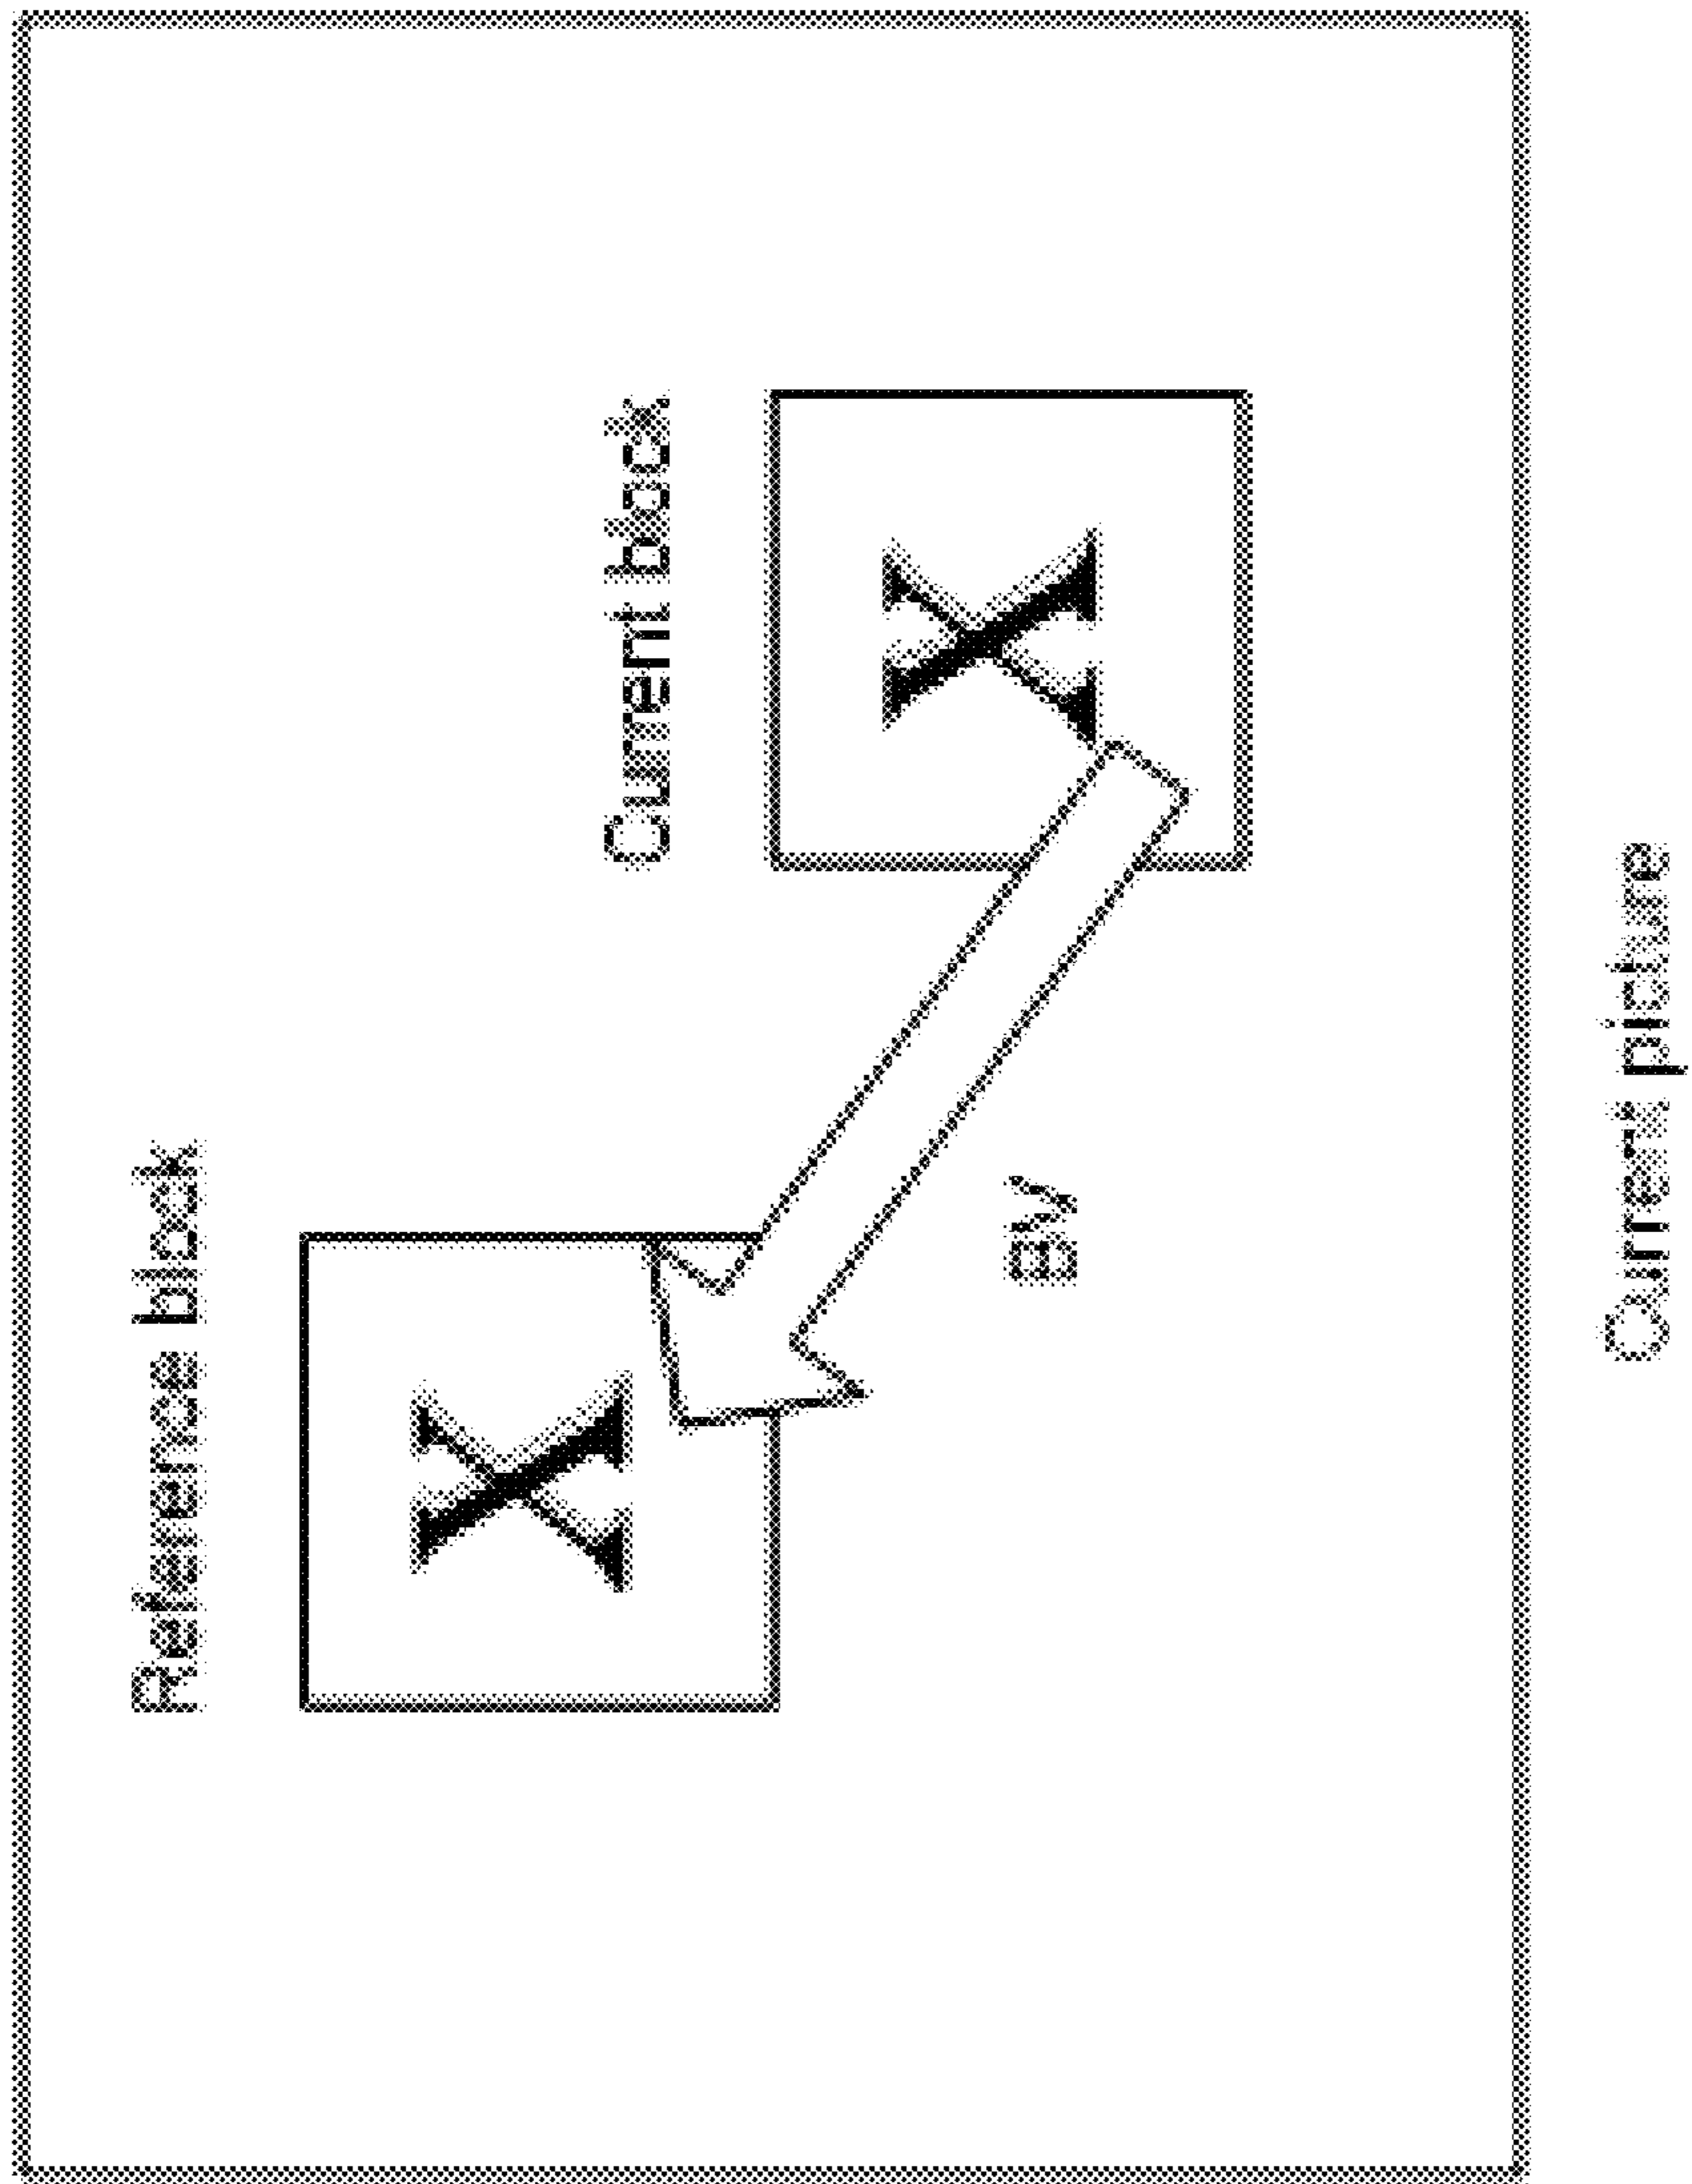 Reference block
X
Current block
X
BV
Current picture